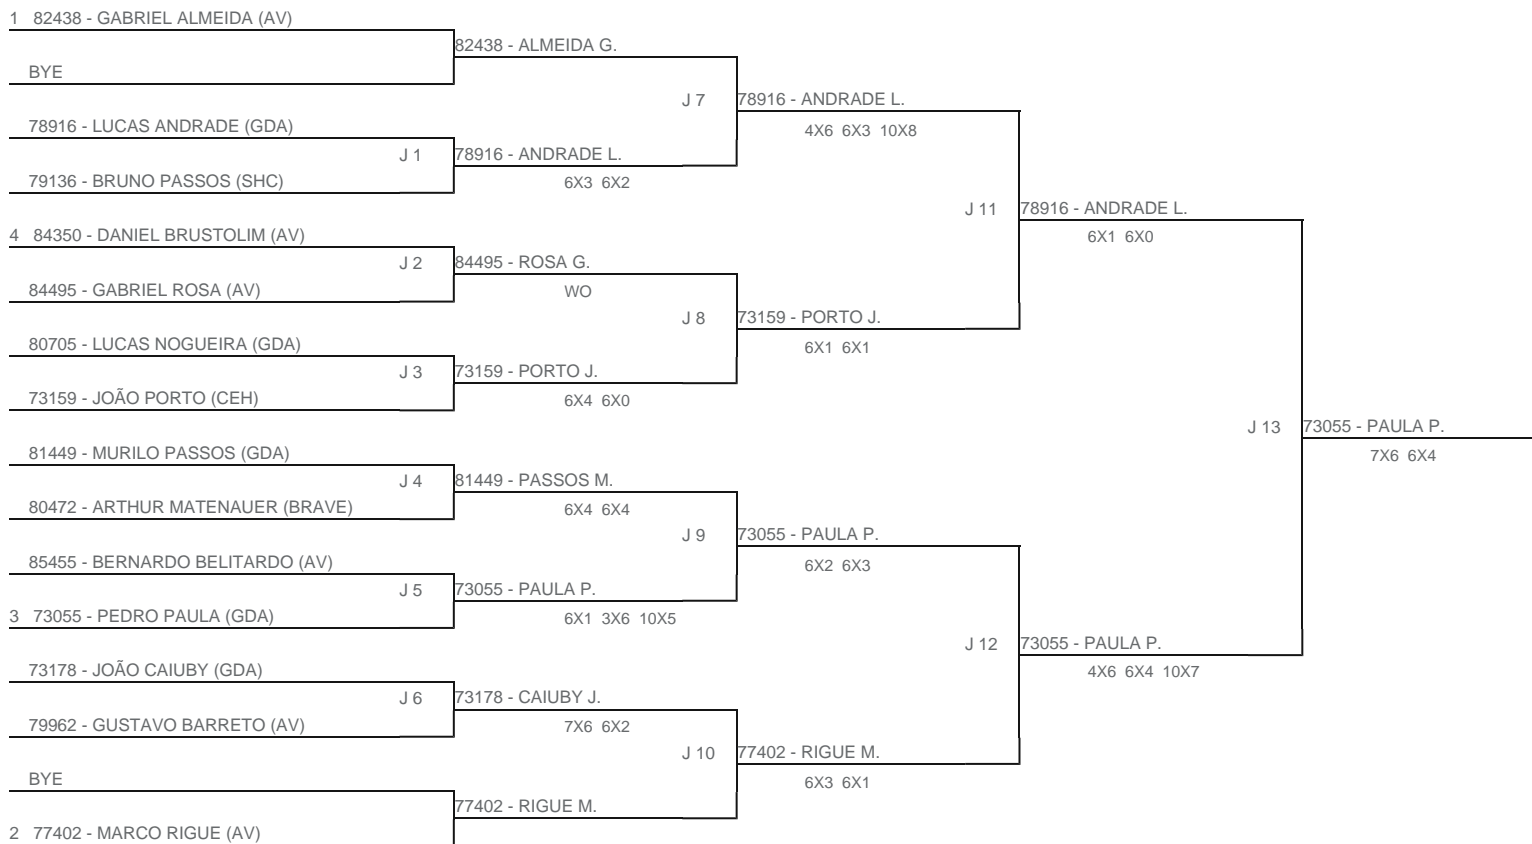 1 82438 - GABRIEL ALMEIDA (AV)
82438 - ALMEIDA G.
BYE
J 7
78916 - ANDRADE L.
78916 - LUCAS ANDRADE (GDA)
4X6 6X3 10X8
J 1
78916 - ANDRADE L.
79136 - BRUNO PASSOS (SHC)
6X3 6X2
J 11
78916 - ANDRADE L.
4 84350 - DANIEL BRUSTOLIM (AV)
6X1 6X0
J 2
84495 - ROSA G.
84495 - GABRIEL ROSA (AV)
WO
J 8
73159 - PORTO J.
80705 - LUCAS NOGUEIRA (GDA)
6X1 6X1
J 3
73159 - PORTO J.
73159 - JOÃO PORTO (CEH)
6X4 6X0
J 13
73055 - PAULA P.
81449 - MURILO PASSOS (GDA)
7X6 6X4
J 4
81449 - PASSOS M.
80472 - ARTHUR MATENAUER (BRAVE)
6X4 6X4
J 9
73055 - PAULA P.
85455 - BERNARDO BELITARDO (AV)
6X2 6X3
J 5
73055 - PAULA P.
3 73055 - PEDRO PAULA (GDA)
6X1 3X6 10X5
J 12
73055 - PAULA P.
73178 - JOÃO CAIUBY (GDA)
4X6 6X4 10X7
J 6
73178 - CAIUBY J.
79962 - GUSTAVO BARRETO (AV)
7X6 6X2
J 10
77402 - RIGUE M.
BYE
6X3 6X1
77402 - RIGUE M.
2 77402 - MARCO RIGUE (AV)